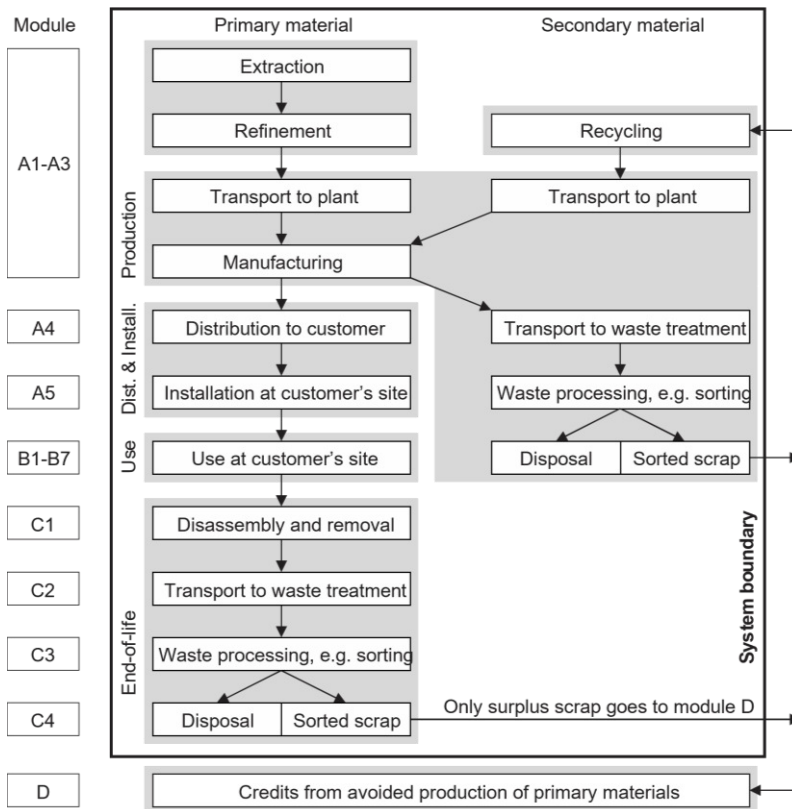 Module
Primary material
Secondary material
A1-A3
Extraction
Refinement
Recycling
Transport to plant
Transport to plant
Manufacturing
Production
A4
Distribution to customer
Transport to waste treatment
A5
Installation at customer's site
Waste processing, e.g. sorting
Dist. & Install.
B1-B7
Use
Use at customer's site
Disposal
Sorted scrap
C1
Disassembly and removal
C2
Transport to waste treatment
C3
Waste processing, e.g. sorting
End-of-life
System boundary
C4
Disposal
Sorted scrap
Only surplus scrap goes to module D
D
Credits from avoided production of primary materials